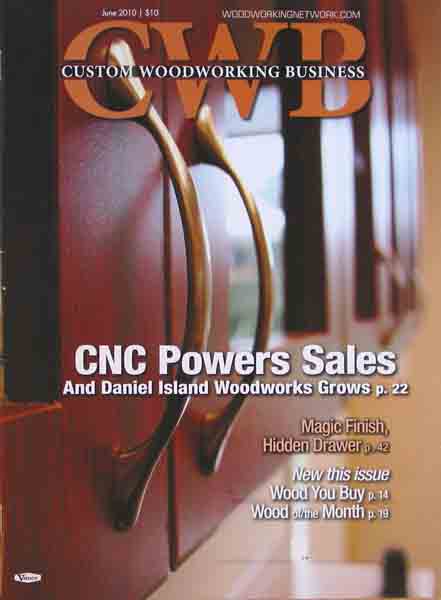 June 2010 | $10
WOODWORKINGNETWORK.COM
CWB
CUSTOM WOODWORKING BUSINESS
CNC Powers Sales
And Daniel Island Woodworks Grows p. 22
Magic Finish,
Hidden Drawer p. 42
New this issue
Wood You Buy p. 14
Wood of the Month p. 19
Vance